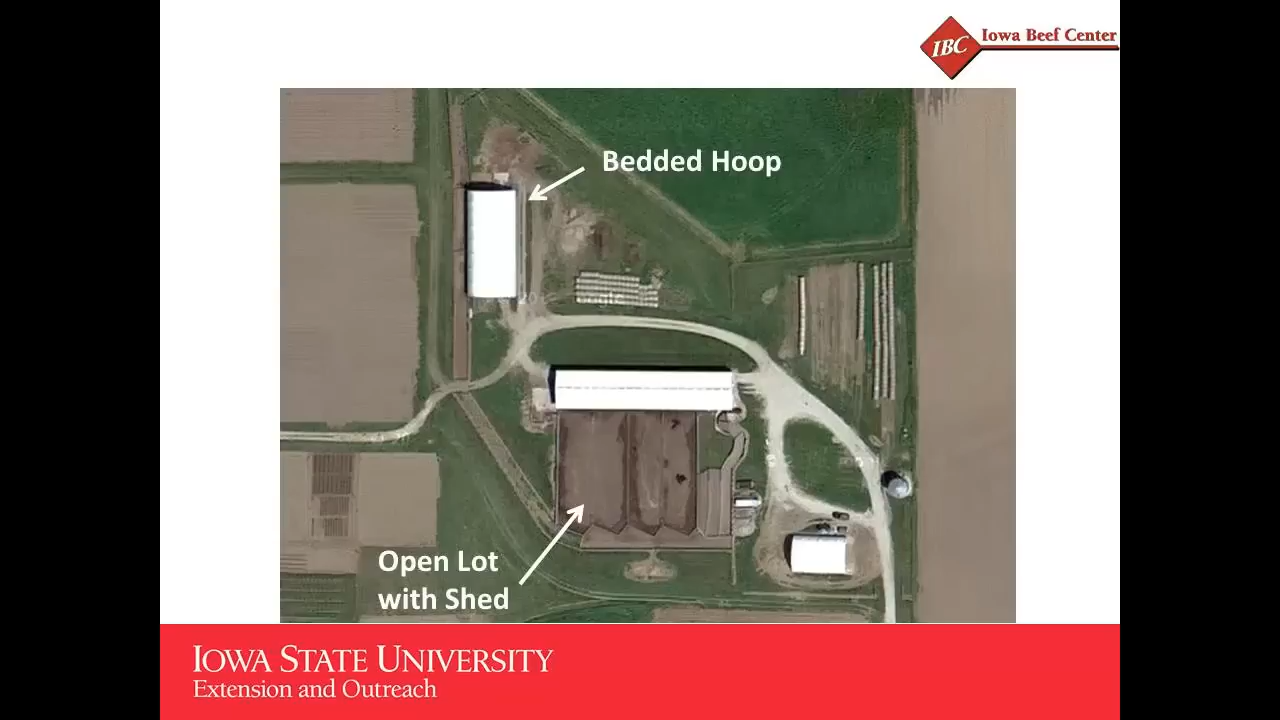 IBC Iowa Beef Center
Bedded Hoop
Open Lot
with Shed
IOWA STATE UNIVERSITY
Extension and Outreach